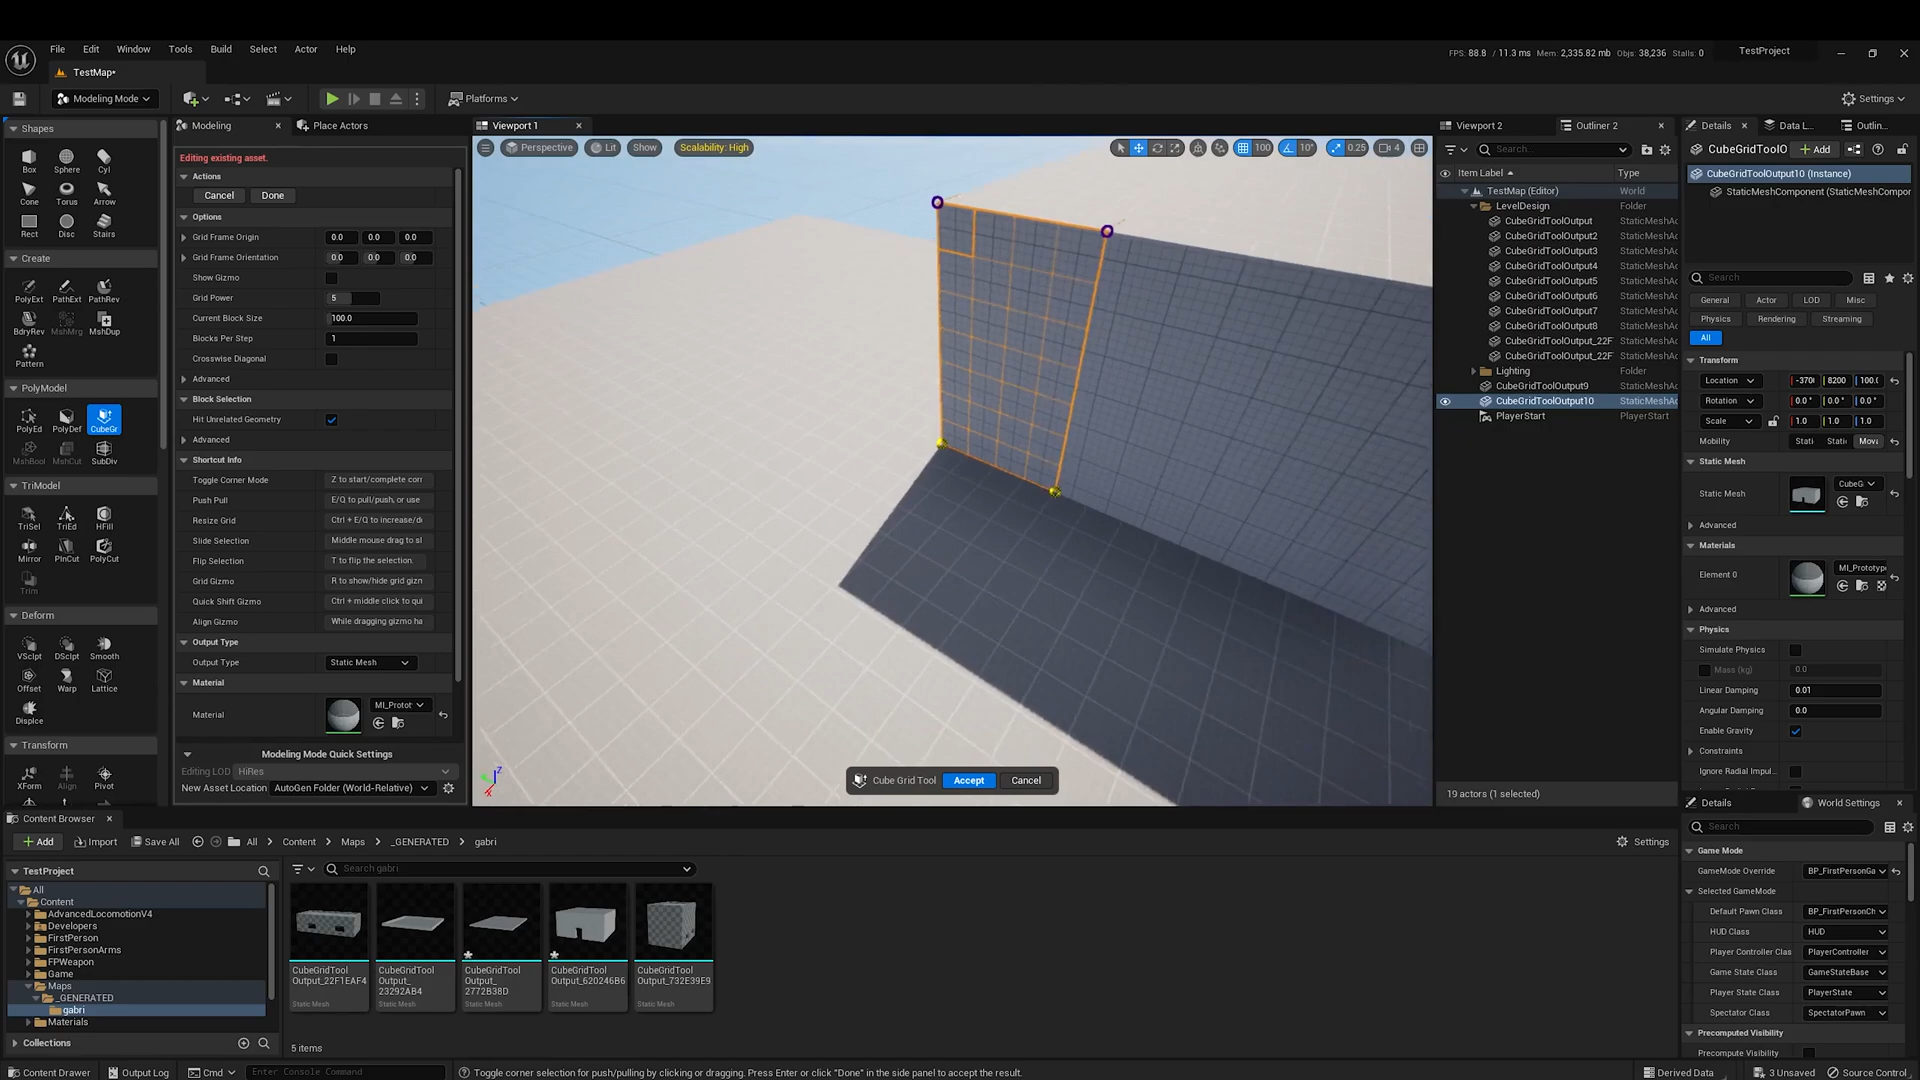 File Edit Window Tools Build Select Actor Help
FPS: 88.8 / 11.3 ms Mem: 2,335.82 mb Objs: 38,236 Stalls: 0
TestProject
TestMap*
Modeling Mode
Platforms
Settings
Shapes
Box Sphere Cyl
Cone Torus Arrow
Rect Disc Stairs
Create
PolyExt PathExt PathRev
BdryRev MshMrg MshDup
Pattern
PolyModel
PolyEd PolyDef CubeGr
MshBool MshCut SubDiv
TriModel
TriSel TriEd HFill
Mirror PlnCut PolyCut
Trim
Deform
VSclpt DSclpt Smooth
Offset Warp Lattice
Displce
Transform
XForm Align Pivot
Modeling
Place Actors
Editing existing asset.
Actions
Cancel Done
Options
Grid Frame Origin 0.0 0.0 0.0
Grid Frame Orientation 0.0 0.0 0.0
Show Gizmo
Grid Power 5
Current Block Size 100.0
Blocks Per Step 1
Crosswise Diagonal
Advanced
Block Selection
Hit Unrelated Geometry
Advanced
Shortcut Info
Toggle Corner Mode Z to start/complete corr
Push Pull E/Q to pull/push, or use
Resize Grid Ctrl + E/Q to increase/d
Slide Selection Middle mouse drag to sl
Flip Selection T to flip the selection.
Grid Gizmo R to show/hide grid gizn
Quick Shift Gizmo Ctrl + middle click to qui
Align Gizmo While dragging gizmo ha
Output Type
Output Type Static Mesh
Material
Material MI_Protot
Modeling Mode Quick Settings
Editing LOD HiRes
New Asset Location AutoGen Folder (World-Relative)
Viewport 1
Perspective Lit Show Scalability: High
100 10° 0.25 4
Cube Grid Tool Accept Cancel
Viewport 2
Outliner 2
Search...
Item Label Type
TestMap (Editor) World
LevelDesign Folder
CubeGridToolOutput StaticMeshAc
CubeGridToolOutput2 StaticMeshAc
CubeGridToolOutput3 StaticMeshAc
CubeGridToolOutput4 StaticMeshAc
CubeGridToolOutput5 StaticMeshAc
CubeGridToolOutput6 StaticMeshAc
CubeGridToolOutput7 StaticMeshAc
CubeGridToolOutput8 StaticMeshAc
CubeGridToolOutput_22F StaticMeshAc
CubeGridToolOutput_22F StaticMeshAc
Lighting Folder
CubeGridToolOutput9 StaticMeshAc
CubeGridToolOutput10 StaticMeshAc
PlayerStart PlayerStart
19 actors (1 selected)
Details Data L... Outlin...
CubeGridToolO Add
CubeGridToolOutput10 (Instance)
StaticMeshComponent (StaticMeshCompor
Search
General Actor LOD Misc
Physics Rendering Streaming
All
Transform
Location -370 8200 100.
Rotation 0.0° 0.0° 0.0°
Scale 1.0 1.0 1.0
Mobility Stati Static Mova
Static Mesh
Static Mesh CubeG
Advanced
Materials
Element 0 MI_Prototype
Advanced
Physics
Simulate Physics
Mass (kg) 0.0
Linear Damping 0.01
Angular Damping 0.0
Enable Gravity
Constraints
Ignore Radial Impul...
Details World Settings
Search
Game Mode
GameMode Override BP_FirstPersonGa
Selected GameMode
Default Pawn Class BP_FirstPersonCh
HUD Class HUD
Player Controller Clas PlayerController
Game State Class GameStateBase
Player State Class PlayerState
Spectator Class SpectatorPawn
Precomputed Visibility
Precompute Visibility
Content Browser
Add Import Save All All Content Maps _GENERATED gabri
Settings
TestProject
All
Content
AdvancedLocomotionV4
Developers
FirstPerson
FirstPersonArms
FPWeapon
Game
Maps
_GENERATED
gabri
Materials
Collections
Search gabri
CubeGridTool Output_22F1EAF4 Static Mesh
CubeGridTool Output_ 23292AB4 Static Mesh
CubeGridTool Output_ 2772B38D Static Mesh
CubeGridTool Output_620246B6 Static Mesh
CubeGridTool Output_732E39E9 Static Mesh
5 items
Content Drawer Output Log Cmd Enter Console Command
Toggle corner selection for push/pulling by clicking or dragging. Press Enter or click "Done" in the side panel to accept the result.
Derived Data 3 Unsaved Source Control